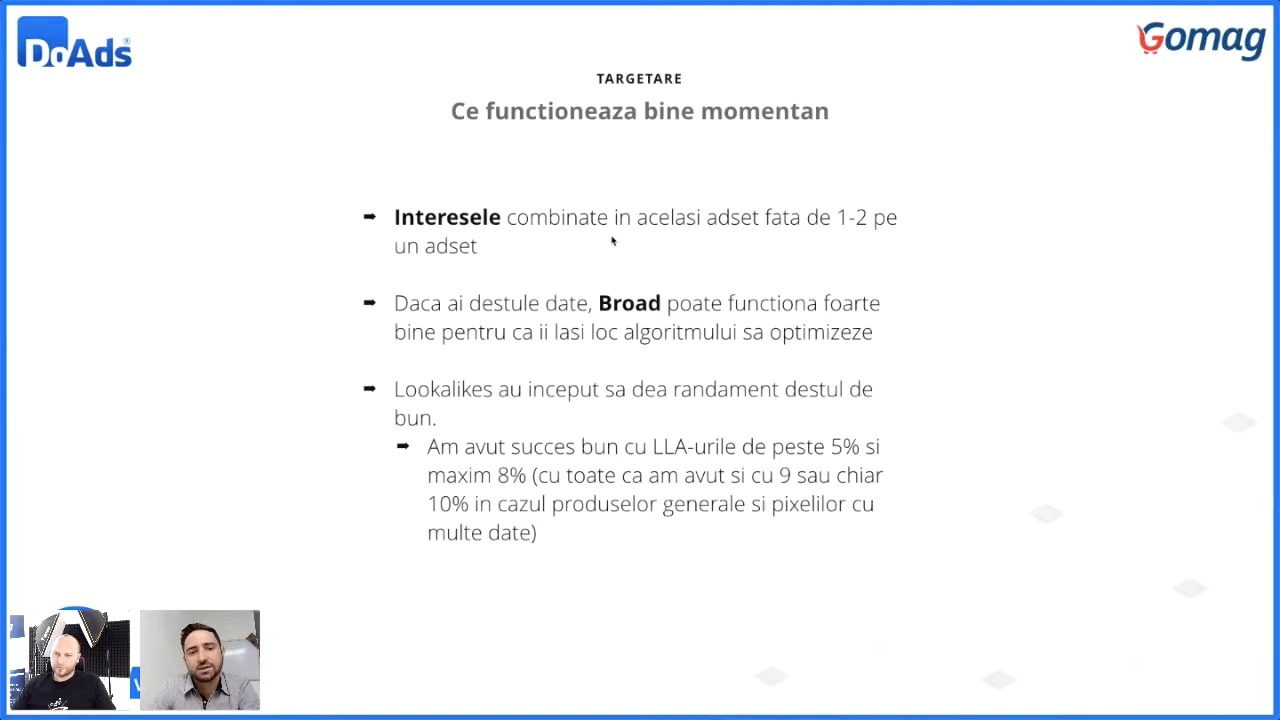 DoAds
Gomag
TARGETARE
Ce functioneaza bine momentan
Interesele combinate in acelasi adset fata de 1-2 pe
un adset
Daca ai destule date, Broad poate functiona foarte
bine pentru ca ii lasi loc algoritmului sa optimizeze
Lookalikes au inceput sa dea randament destul de
bun.
Am avut succes bun cu LLA-urile de peste 5% si
maxim 8% (cu toate ca am avut si cu 9 sau chiar
10% in cazul produselor generale si pixelilor cu
multe date)